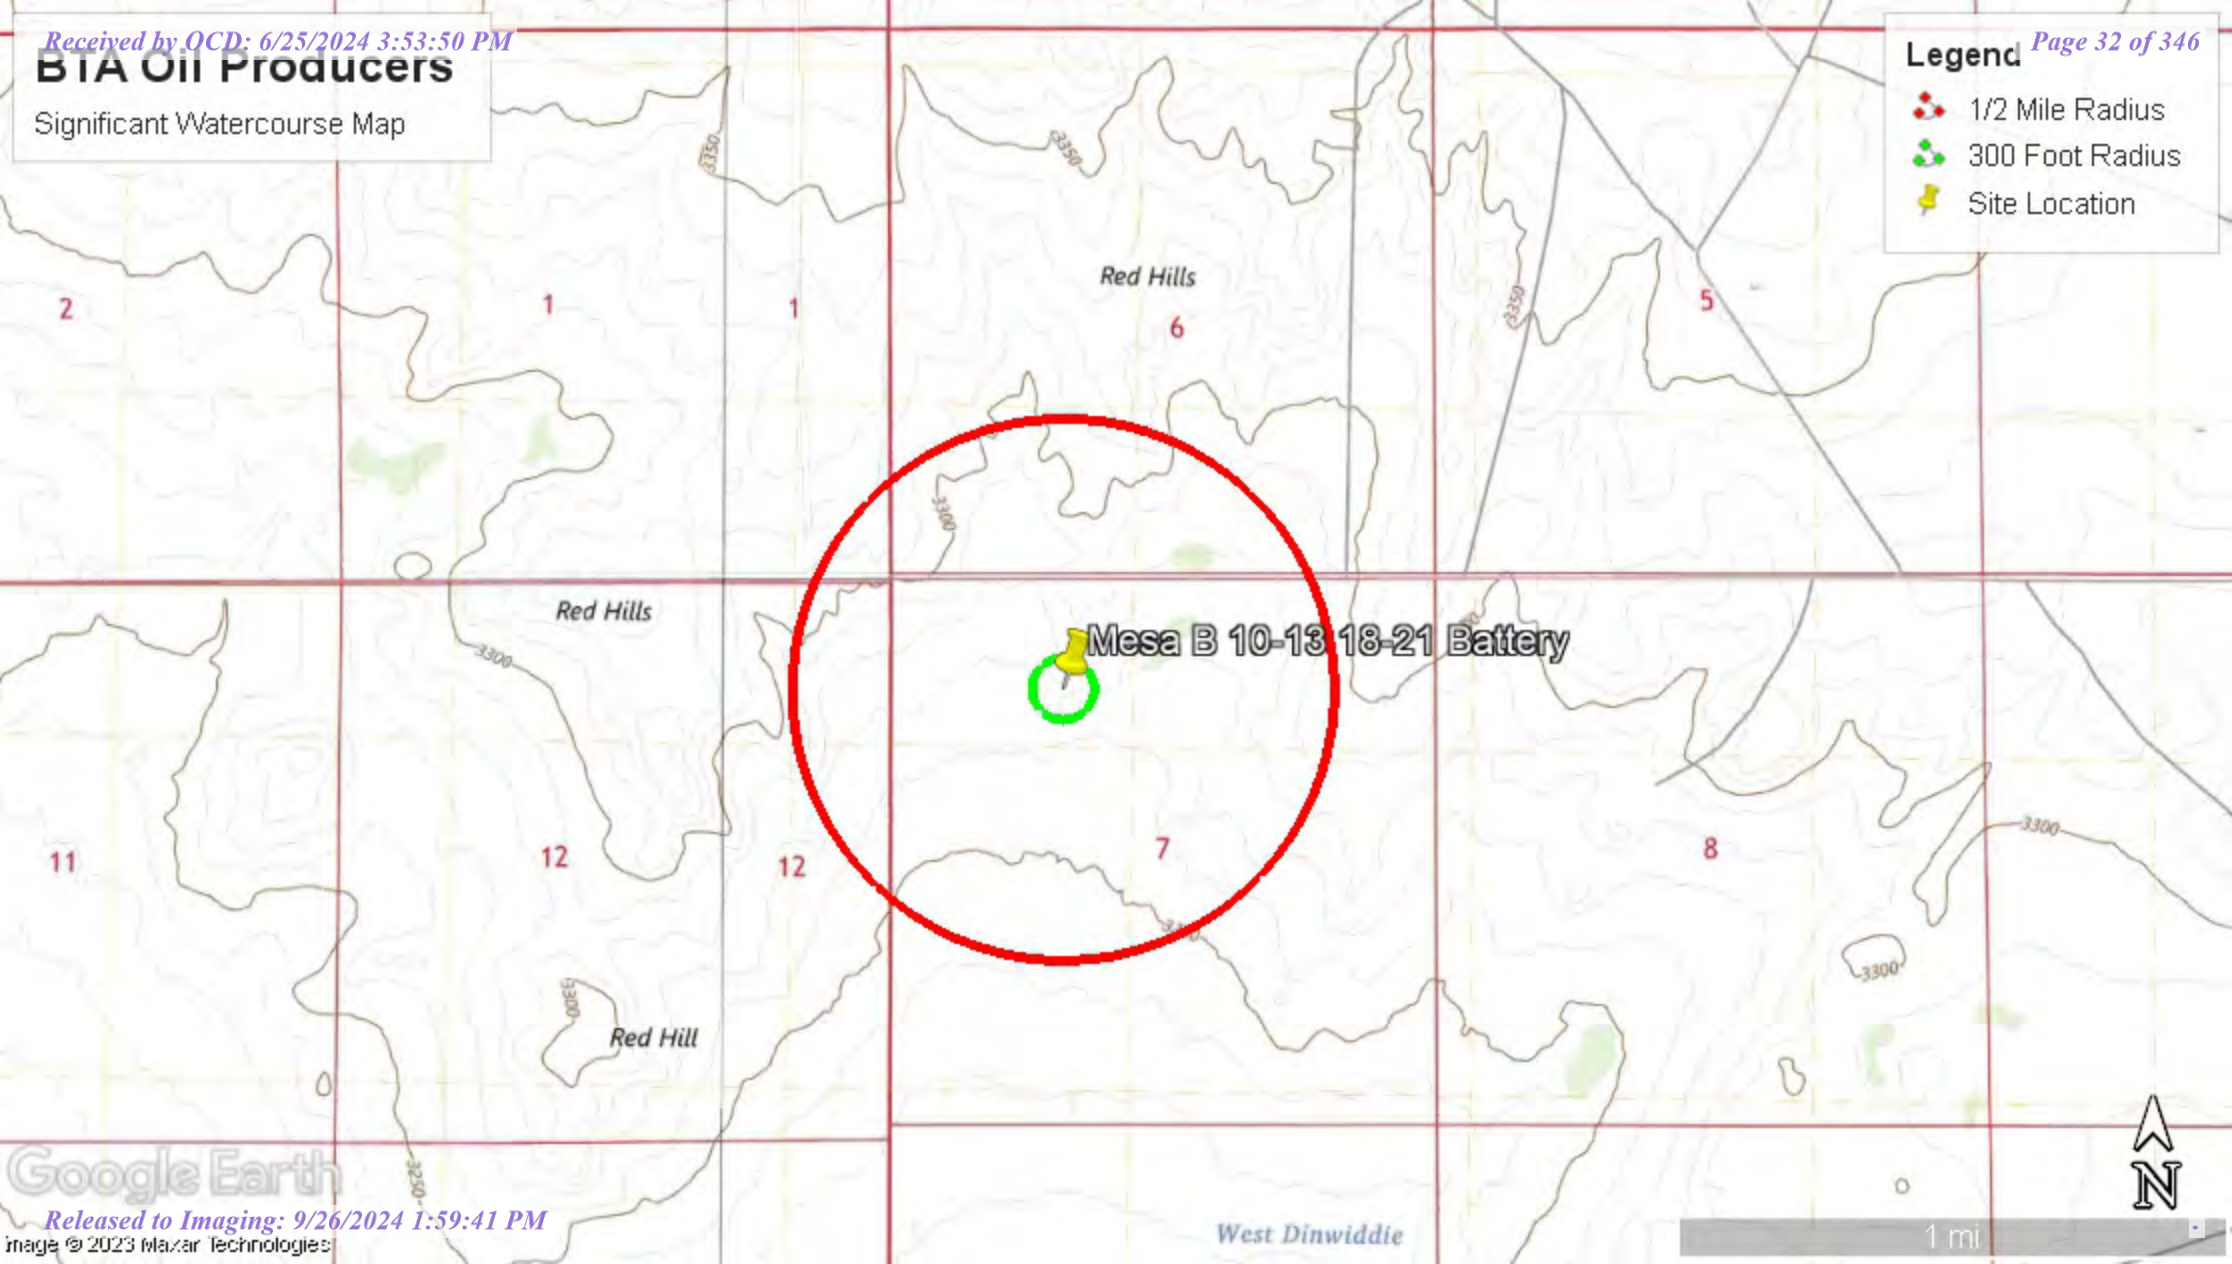 Received by OCD: 6/25/2024 3:53:50 PM
Page 32 of 346
BTA Oil Producers
Significant Watercourse Map
Legend
1/2 Mile Radius
300 Foot Radius
Site Location
3350
3350
Red Hills
3350
2
1
1
6
5
3300
Red Hills
3300
Mesa B 10-13 18-21 Battery
3300
11
12
12
7
8
3300
3300
Red Hill
3250
Google Earth
N
Released to Imaging: 9/26/2024 1:59:41 PM
Image © 2023 Maxar Technologies
West Dinwiddie
1 mi